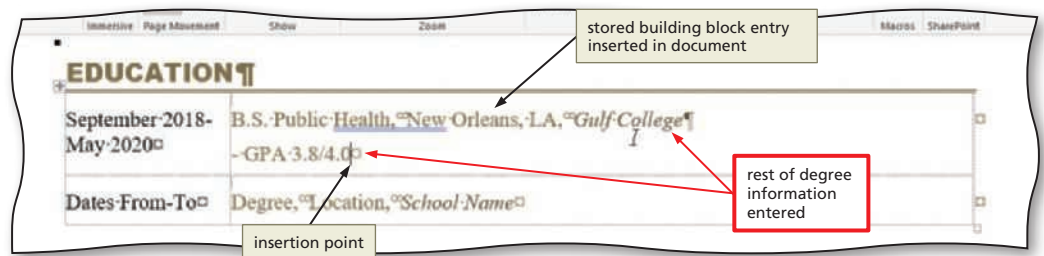 Immersive Page Movement Show Zoom Macros SharePoint
stored building block entry
inserted in document
EDUCATION¶
September·2018-
May·2020¤
B.S.·Public·Health,°New·Orleans,·LA,°Gulf·College¶
-·GPA·3.8/4.0¤
rest of degree
information
entered
Dates·From-To¤
Degree,°Location,°School·Name¤
insertion point